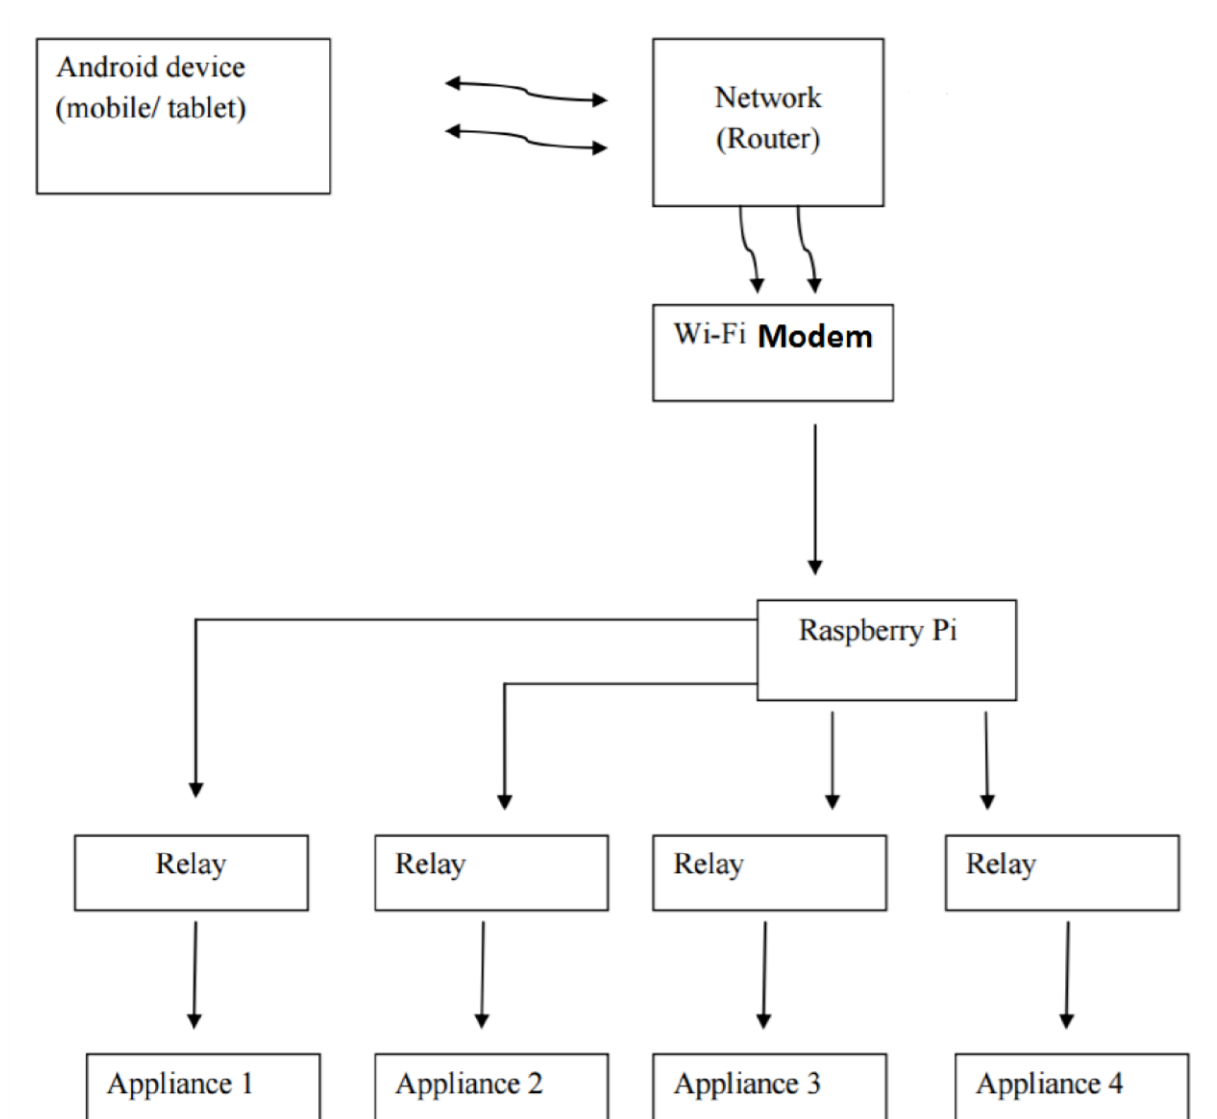 Android device
(mobile/ tablet)
Network
(Router)
Wi-Fi Modem
Raspberry Pi
Relay
Relay
Relay
Relay
Appliance 1
Appliance 2
Appliance 3
Appliance 4